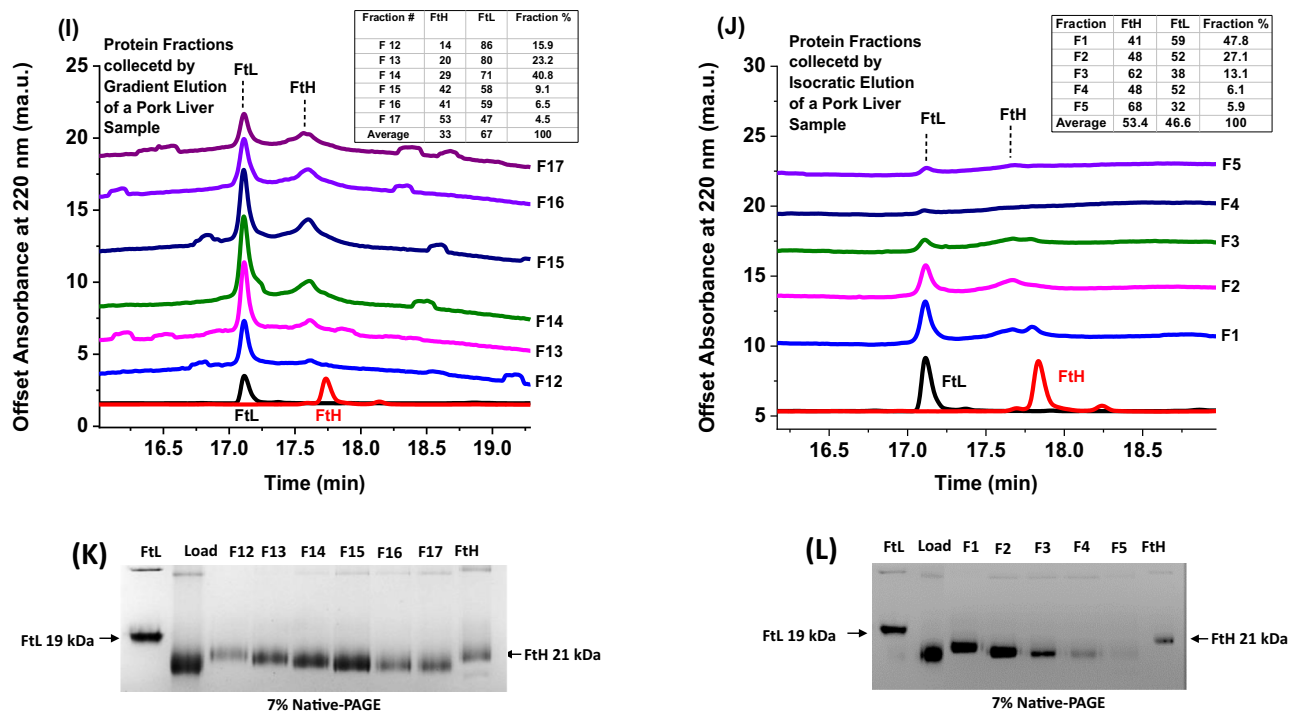 (I)
Protein Fractions
collecetd by
Gradient Elution
of a Pork Liver
Sample
Fraction # FtH FtL Fraction %
F 12 14 86 15.9
F 13 20 80 23.2
F 14 29 71 40.8
F 15 42 58 9.1
F 16 41 59 6.5
F 17 53 47 4.5
Average 33 67 100
FtL
FtH
Offset Ansorbance at 220 nm (ma.u.)
25
20
15
10
5
0
F17
F16
F15
F14
F13
F12
FtL FtH
16.5 17.0 17.5 18.0 18.5 19.0
Time (min)
(J)
Protein Fractions
collecetd by
Isocratic Elution
of a Pork Liver
Sample
Fraction FtH FtL Fraction %
F1 41 59 47.8
F2 48 52 27.1
F3 62 38 13.1
F4 48 52 6.1
F5 68 32 5.9
Average 53.4 46.6 100
FtL
FtH
Offset Absorbance at 220 nm (ma.u.)
30
25
20
15
10
5
F5
F4
F3
F2
F1
FtL
FtH
16.5 17.0 17.5 18.0 18.5
Time (min)
(K)
FtL Load F12 F13 F14 F15 F16 F17 FtH
FtL 19 kDa
FtH 21 kDa
7% Native-PAGE
(L)
FtL Load F1 F2 F3 F4 F5 FtH
FtL 19 kDa
FtH 21 kDa
7% Native-PAGE